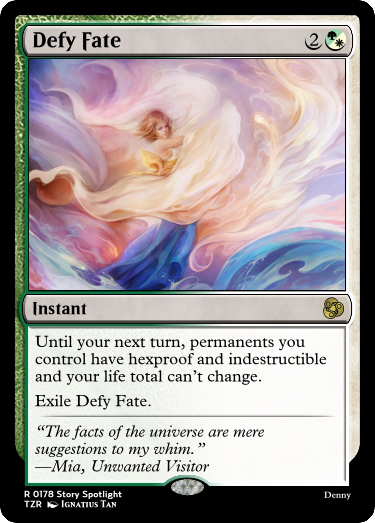 Defy Fate 2
Instant
Until your next turn, permanents you
control have hexproof and indestructible
and your life total can't change.
Exile Defy Fate.
“The facts of the universe are mere
suggestions to my whim.”
—Mia, Unwanted Visitor
R 0178 Story Spotlight
TZR Ignatius Tan
Denny